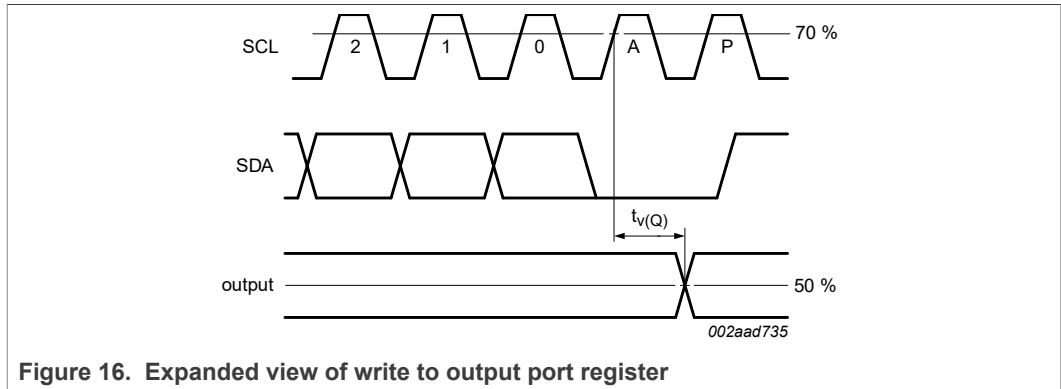 SCL 2 1 0 A P 70 %
SDA
tv(Q)
output 50 %
002aad735
Figure 16. Expanded view of write to output port register